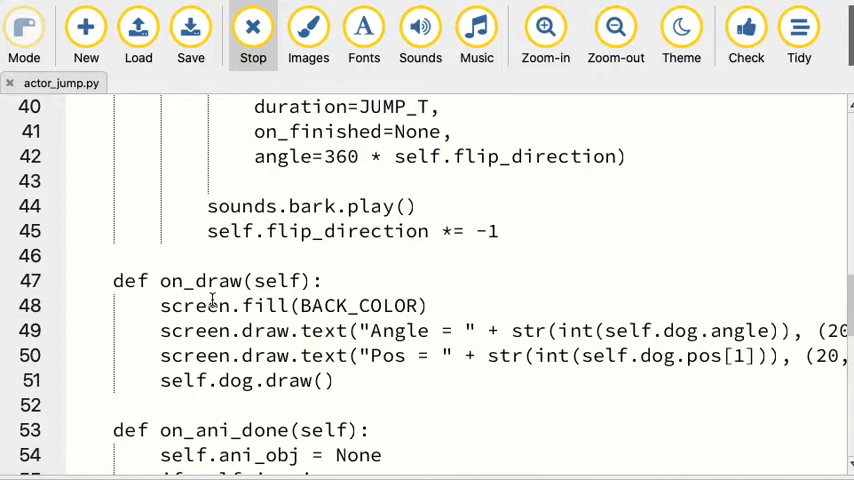 Mode New Load Save Stop Images Fonts Sounds Music Zoom-in Zoom-out Theme Check Tidy
actor_jump.py
40 duration=JUMP_T,
41 on_finished=None,
42 angle=360 * self.flip_direction)
43
44 sounds.bark.play()
45 self.flip_direction *= -1
46
47 def on_draw(self):
48 screen.fill(BACK_COLOR)
49 screen.draw.text("Angle = " + str(int(self.dog.angle)), (20
50 screen.draw.text("Pos = " + str(int(self.dog.pos[1])), (20,
51 self.dog.draw()
52
53 def on_ani_done(self):
54 self.ani_obj = None